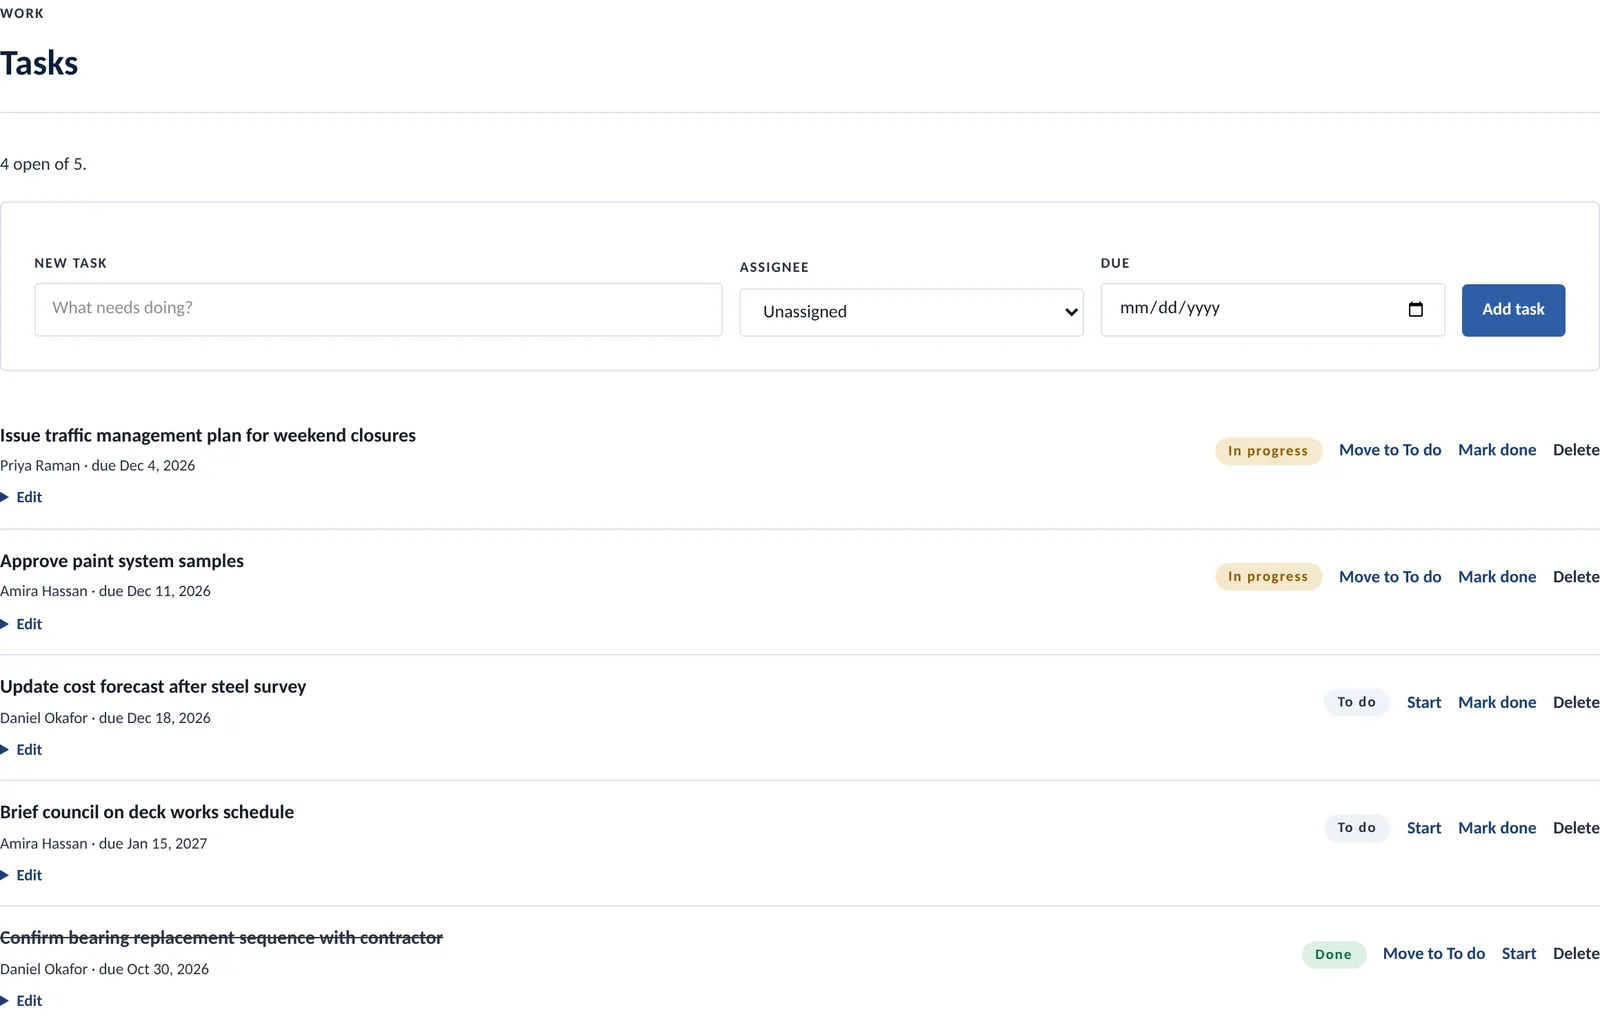 WORK
Tasks
4 open of 5.
NEW TASK
What needs doing?
ASSIGNEE
Unassigned
DUE
mm/dd/yyyy
Add task
Issue traffic management plan for weekend closures
Priya Raman · due Dec 4, 2026
Edit
In progress Move to To do Mark done Delete
Approve paint system samples
Amira Hassan · due Dec 11, 2026
Edit
In progress Move to To do Mark done Delete
Update cost forecast after steel survey
Daniel Okafor · due Dec 18, 2026
Edit
To do Start Mark done Delete
Brief council on deck works schedule
Amira Hassan · due Jan 15, 2027
Edit
To do Start Mark done Delete
Confirm bearing replacement sequence with contractor
Daniel Okafor · due Oct 30, 2026
Edit
Done Move to To do Start Delete